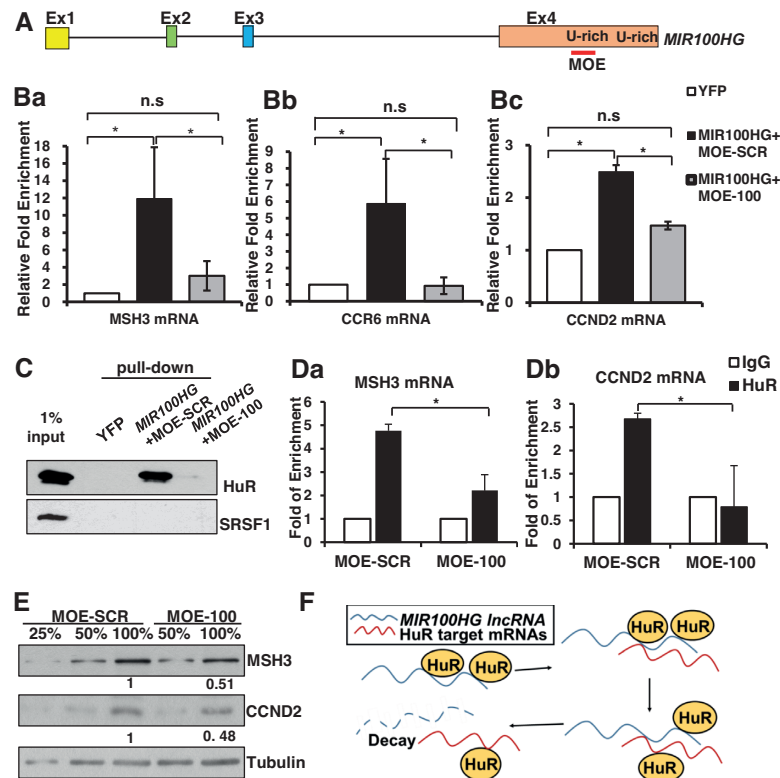 A
Ex1 Ex2 Ex3 Ex4
U-rich U-rich
MIR100HG
MOE
Ba
n.s
* *
Relative Fold Enrichment
18
16
14
12
10
8
6
4
2
0
MSH3 mRNA
Bb
n.s
* *
Relative Fold Enrichment
9
8
7
6
5
4
3
2
1
0
CCR6 mRNA
Bc
n.s
* *
Relative Fold Enrichment
3
2
1
0
CCND2 mRNA
YFP
MIR100HG+
MOE-SCR
MIR100HG+
MOE-100
C
pull-down
1%
input
YFP
MIR100HG
+MOE-SCR
MIR100HG
+MOE-100
HuR
SRSF1
Da
MSH3 mRNA
*
Fold of Enrichment
6
5
4
3
2
1
0
MOE-SCR MOE-100
Db
CCND2 mRNA
IgG
HuR
*
Fold of Enrichment
3
2.5
2
1.5
1
0.5
0
MOE-SCR MOE-100
E
MOE-SCR MOE-100
25% 50% 100% 50% 100%
MSH3
1 0.51
CCND2
1 0. 48
Tubulin
F
MIR100HG lncRNA
HuR target mRNAs
HuR HuR
HuR HuR
HuR
HuR
Decay
HuR